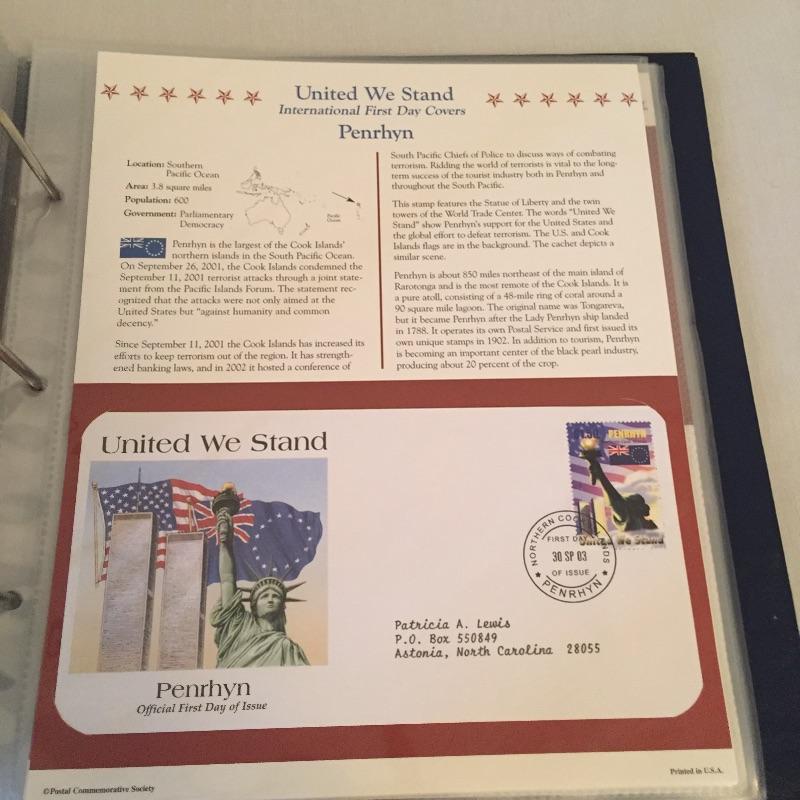 United We Stand
International First Day Covers
Penrhyn
Location: Southern
Pacific Ocean
Area: 3.8 square miles
Population: 600
Government: Parliamentary
Democracy
Pacific
Ocean
Penrhyn is the largest of the Cook Islands'
northern islands in the South Pacific Ocean.
On September 26, 2001, the Cook Islands condemned the
September 11, 2001 terrorist attacks through a joint state-
ment from the Pacific Islands Forum. The statement rec-
ognized that the attacks were not only aimed at the
United States but "against humanity and common
decency."
Since September 11, 2001 the Cook Islands has increased its
efforts to keep terrorism out of the region. It has strength-
ened banking laws, and in 2002 it hosted a conference of
South Pacific Chiefs of Police to discuss ways of combating
terrorism. Ridding the world of terrorists is vital to the long-
term success of the tourist industry both in Penrhyn and
throughout the South Pacific.
This stamp features the Statue of Liberty and the twin
towers of the World Trade Center. The words "United We
Stand" show Penrhyn's support for the United States and
the global effort to defeat terrorism. The U.S. and Cook
Islands flags are in the background. The cachet depicts a
similar scene.
Penrhyn is about 850 miles northeast of the main island of
Rarotonga and is the most remote of the Cook Islands. It is
a pure atoll, consisting of a 48-mile ring of coral around a
90 square mile lagoon. The original name was Tongareva,
but it became Penrhyn after the Lady Penrhyn ship landed
in 1788. It operates its own Postal Service and first issued its
own unique stamps in 1902. In addition to tourism, Penrhyn
is becoming an important center of the black pearl industry,
producing about 20 percent of the crop.
United We Stand
Penrhyn
Official First Day of Issue
PENRHYN
United We Stand
NORTHERN
FIRST DAY
30 SP 03
OF ISSUE
PENRHYN
Patricia A. Lewis
P.O. Box 550849
Astonia, North Carolina 28055
©Postal Commemorative Society
Printed in U.S.A.